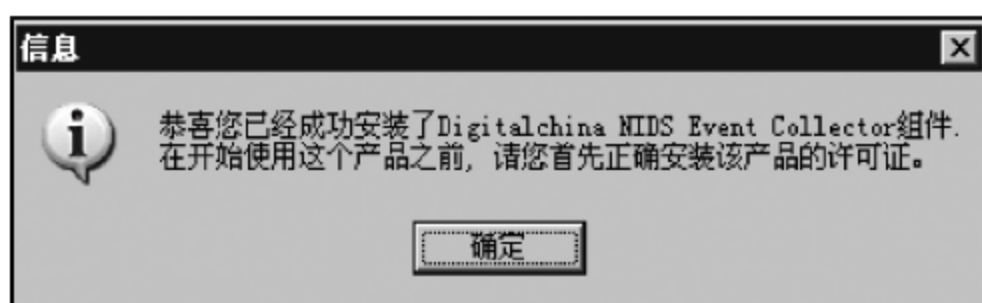 信息
恭喜您已经成功安装了Digitalchina NIDS Event Collector组件.
在开始使用这个产品之前, 请您首先正确安装该产品的许可证。
确定